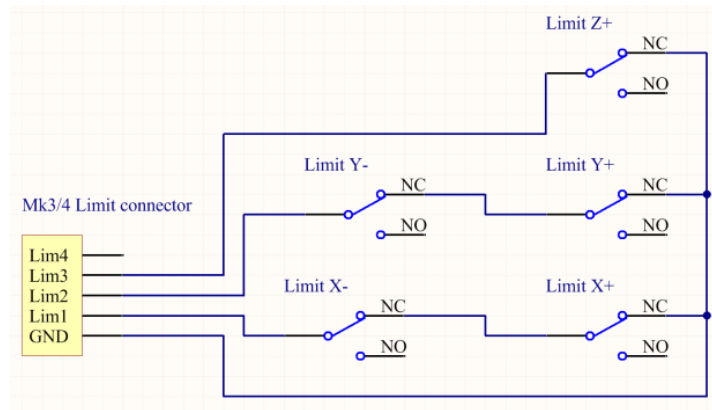 Limit Z+
NC
NO
Limit Y-
Limit Y+
NC
NC
NO
NO
Mk3/4 Limit connector
Lim4
Lim3
Lim2
Lim1
GND
Limit X-
Limit X+
NC
NC
NO
NO